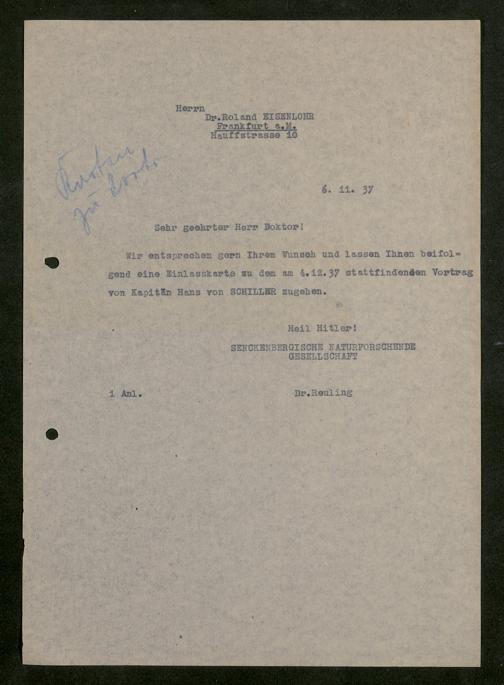 Herrn
Dr.Roland EISENLOHR
Frankfurt a.M.
Hauffstrasse 10
6. 11. 37
Sehr geehrter Herr Doktor!
Wir entsprechen gern Ihrem Wunsch und lassen Ihnen beifol=
gend eine Einlasskarte zu dem am 4.12.37 stattfindenden Vortrag
von Kapitän Hans von SCHILLER zugehen.
Heil Hitler!
SENCKENBERGISCHE NATURFORSCHENDE
GESELLSCHAFT
1 Anl.
Dr.Reuling